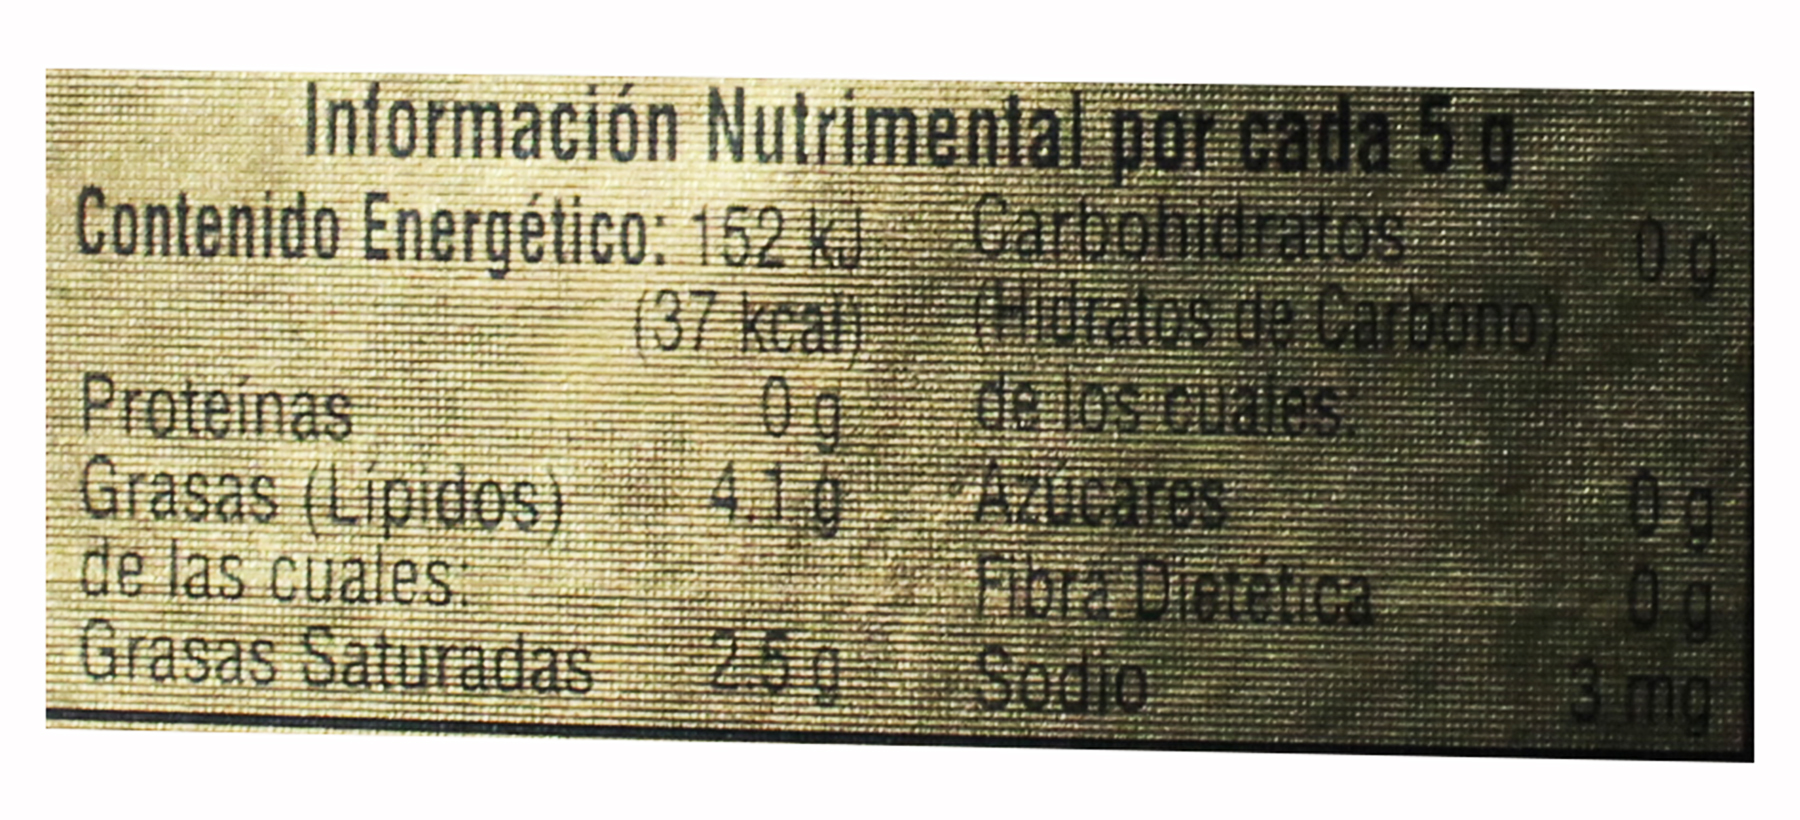 Información Nutrimental por cada 5 g
Contenido Energético: 152 kJ
(37 kcal)
Proteínas 0 g
Grasas (Lípidos) 4.1 g
de las cuales:
Grasas Saturadas 2.5 g
Carbohidratos 0 g
(Hidratos de Carbono)
de los cuales:
Azúcares 0 g
Fibra Dietética 0 g
Sodio 3 mg